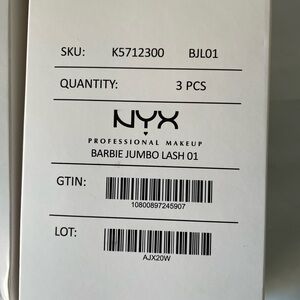 SKU: K5712300 BJL01
QUANTITY: 3 PCS
NYX
PROFESSIONAL MAKEUP
BARBIE JUMBO LASH 01
GTIN:
10800897245907
LOT:
AJX20W